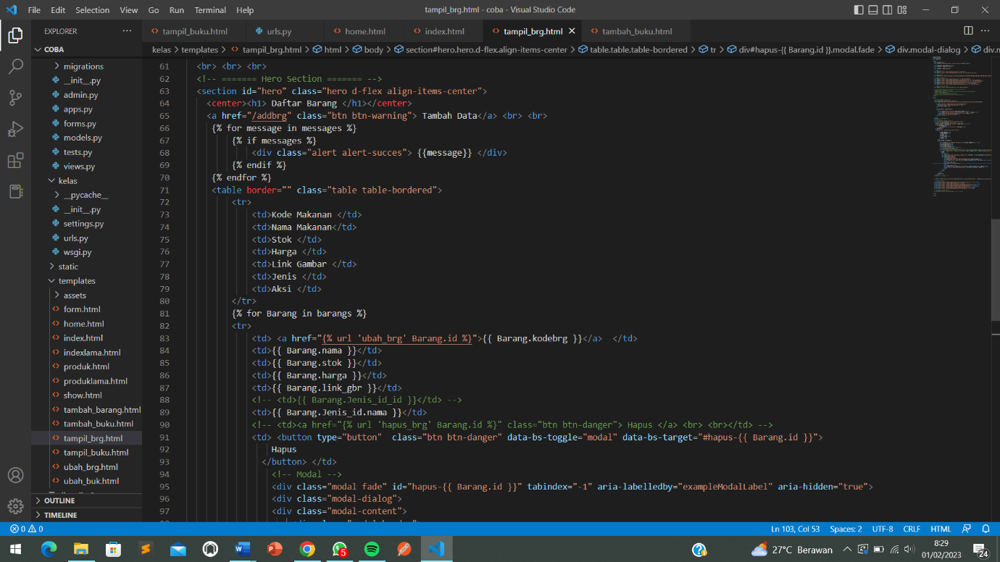 File Edit Selection View Go Run Terminal Help tampil_brg.html - coba - Visual Studio Code
EXPLORER ... tampil_buku.html urls.py home.html index.html tampil_brg.html tambah_buku.html
COBA
kelas > templates > tampil_brg.html > html > body > section#hero.hero.d-flex.align-items-center > table.table.table-bordered > tr > div#hapus-{{ Barang.id }}.modal.fade > div.modal-dialog > div.m
migrations
__init__.py
admin.py
apps.py
forms.py
models.py
tests.py
views.py
kelas
__pycache__
__init__.py
settings.py
urls.py
wsgi.py
static
templates
assets
form.html
home.html
index.html
indexlama.html
produk.html
produklama.html
show.html
tambah_barang.html
tambah_buku.html
tampil_brg.html
tampil_buku.html
ubah_brg.html
ubah_buk.html
OUTLINE
TIMELINE
61 <br> <br> <br>
62 <!-- ======= Hero Section ======= -->
63 <section id="hero" class="hero d-flex align-items-center">
64 <center><h1> Daftar Barang </h1></center>
65 <a href="/addbrg" class="btn btn-warning"> Tambah Data</a> <br> <br>
66 {% for message in messages %}
67 {% if messages %}
68 <div class="alert alert-succes"> {{message}} </div>
69 {% endif %}
70 {% endfor %}
71 <table border="" class="table table-bordered">
72 <tr>
73 <td>Kode Makanan </td>
74 <td>Nama Makanan</td>
75 <td>Stok </td>
76 <td>Harga </td>
77 <td>Link Gambar </td>
78 <td>Jenis </td>
79 <td>Aksi </td>
80 </tr>
81 {% for Barang in barangs %}
82 <tr>
83 <td> <a href="{% url 'ubah_brg' Barang.id %}">{{ Barang.kodebrg }}</a> </td>
84 <td>{{ Barang.nama }}</td>
85 <td>{{ Barang.stok }}</td>
86 <td>{{ Barang.harga }}</td>
87 <td>{{ Barang.link_gbr }}</td>
88 <!-- <td>{{ Barang.Jenis_id_id }}</td> -->
89 <td>{{ Barang.Jenis_id.nama }}</td>
90 <!-- <td><a href="{% url 'hapus_brg' Barang.id %}" class="btn btn-danger"> Hapus </a> <br> <br></td> -->
91 <td> <button type="button" class="btn btn-danger" data-bs-toggle="modal" data-bs-target="#hapus-{{ Barang.id }}">
92 Hapus
93 </button> </td>
94 <!-- Modal -->
95 <div class="modal fade" id="hapus-{{ Barang.id }}" tabindex="-1" aria-labelledby="exampleModalLabel" aria-hidden="true">
96 <div class="modal-dialog">
97 <div class="modal-content">
0 0 Ln 103, Col 53 Spaces: 2 UTF-8 CRLF HTML
5 27°C Berawan 8:29
01/02/2023 24